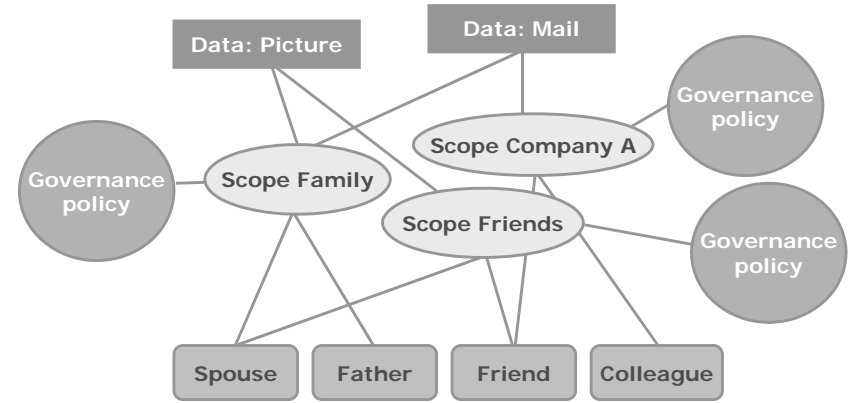 Data: Picture
Data: Mail
Governance
policy
Scope Company A
Governance
policy
Scope Family
Scope Friends
Governance
policy
Spouse
Father
Friend
Colleague